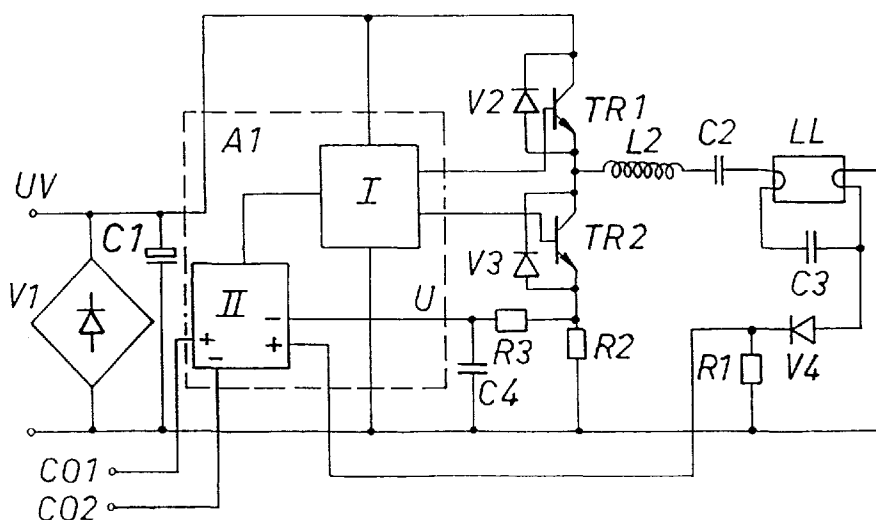 V2
TR1
L2
C2
LL
A1
UV
I
C1
TR2
V3
C3
V1
II
U
+
-
-
+
R3
R2
R1
V4
C4
CO1
CO2